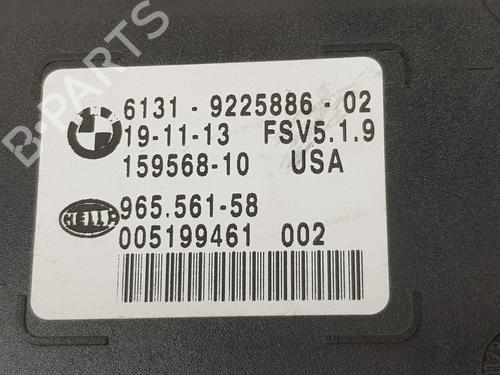 6131 - 9225886 - 02
19-11-13 FSV5.1.9
159568-10 USA
HELLA
965.561-58
005199461 002
B-PARTS